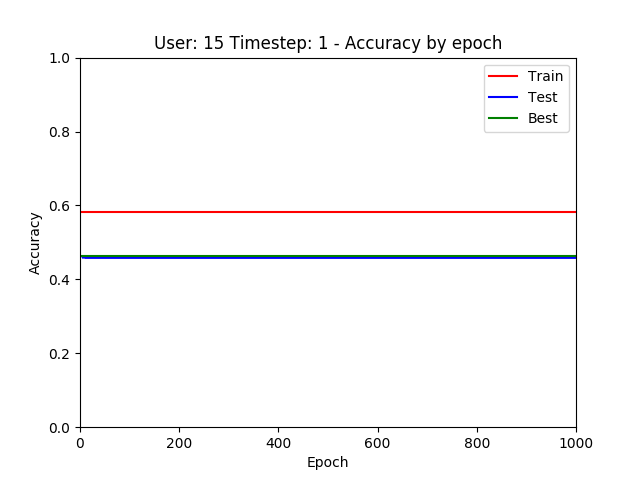 User: 15 Timestep: 1 - Accuracy by epoch
1.0
0.8
0.6
0.4
0.2
0.0
Accuracy
Train
Test
Best
0 200 400 600 800 1000
Epoch